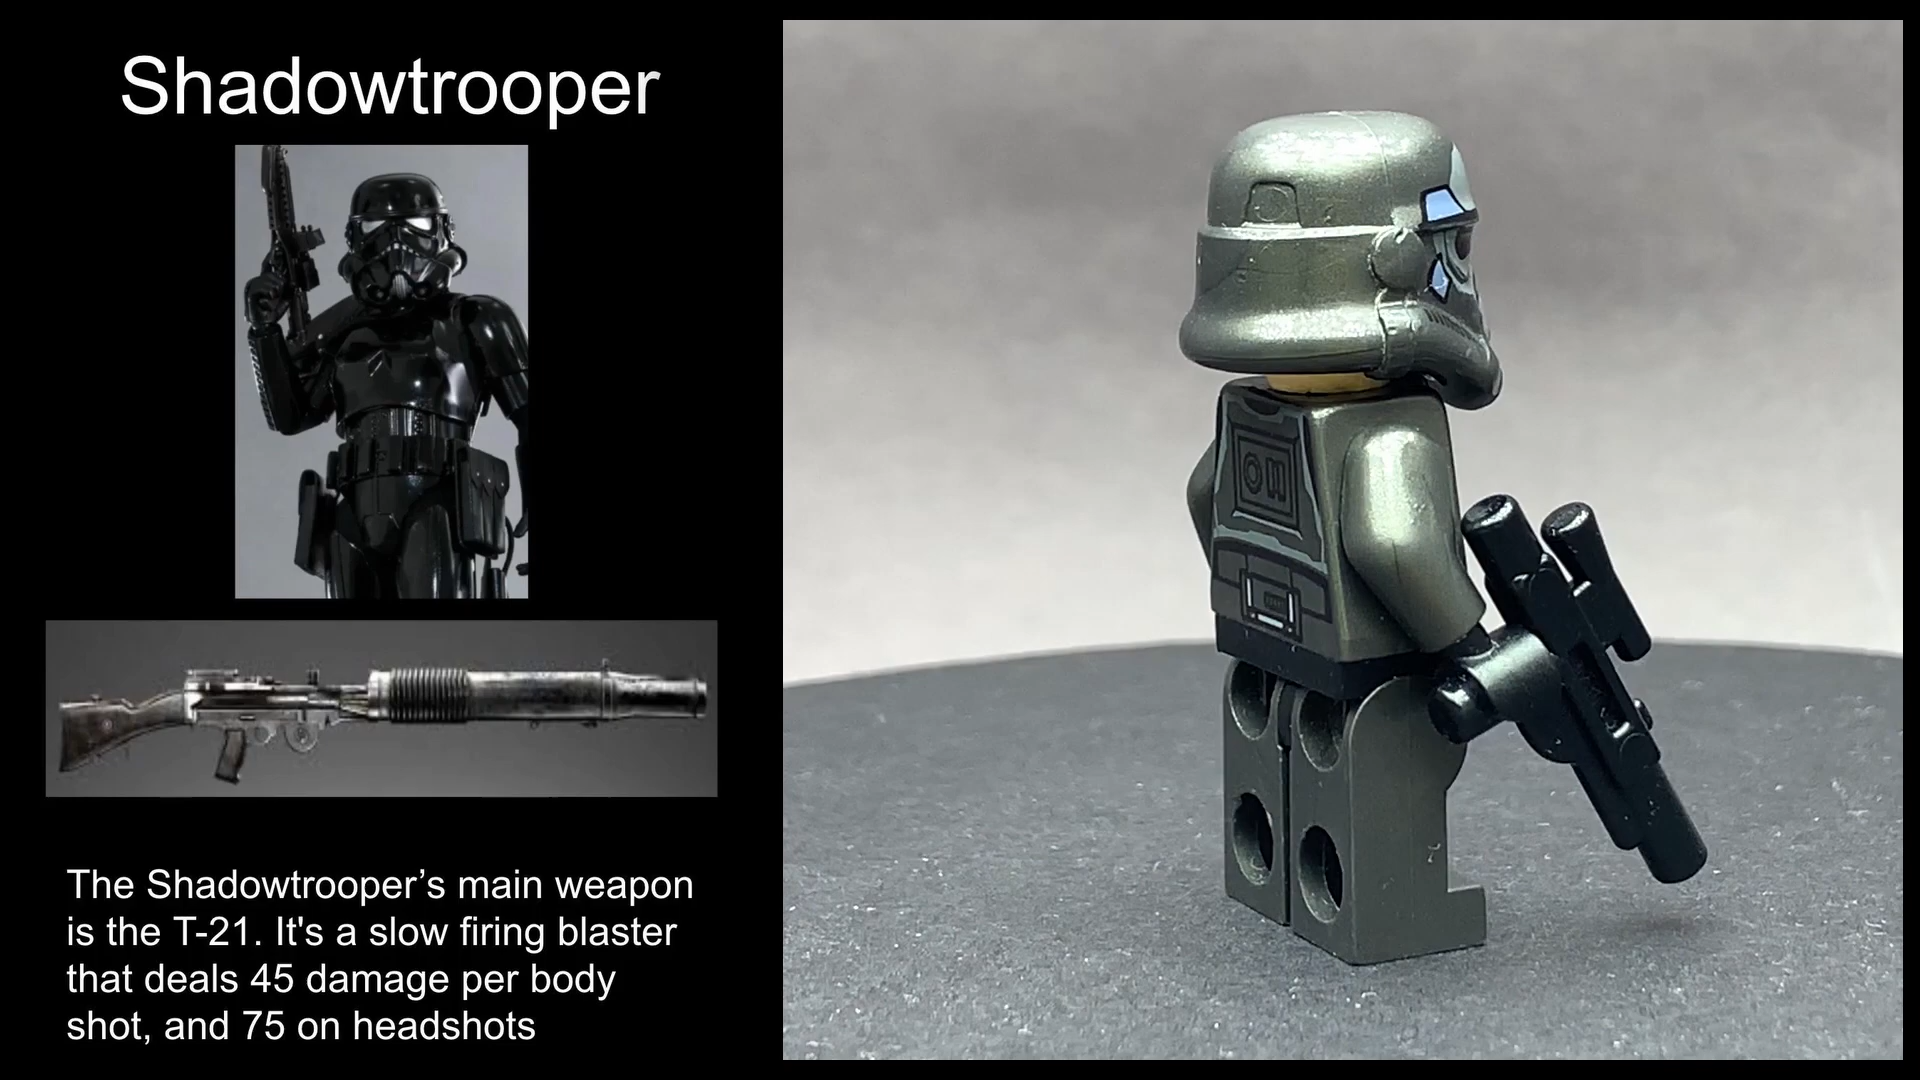 Shadowtrooper
The Shadowtrooper’s main weapon
is the T-21. It's a slow firing blaster
that deals 45 damage per body
shot, and 75 on headshots